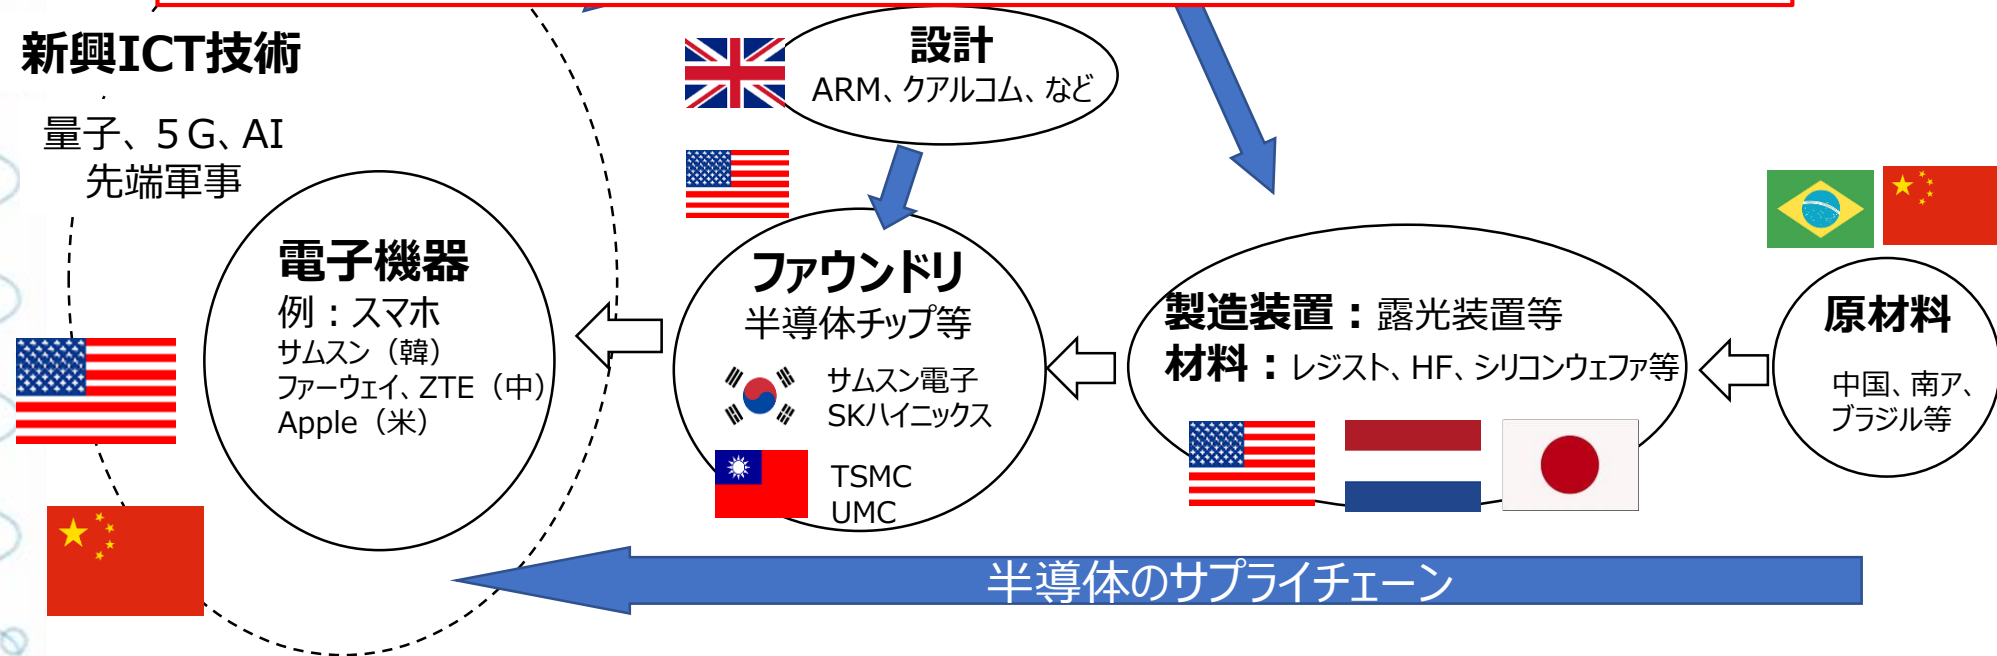 新興ICT技術
量子、５G、AI
先端軍事
電子機器
例：スマホ
サムスン（韓）
ファーウェイ、ZTE（中）
Apple（米）
設計
ARM、クアルコム、など
ファウンドリ
半導体チップ等
サムスン電子
SKハイニックス
TSMC
UMC
製造装置：露光装置等
材料：レジスト、HF、シリコンウェファ等
原材料
中国、南ア、
ブラジル等
半導体のサプライチェーン